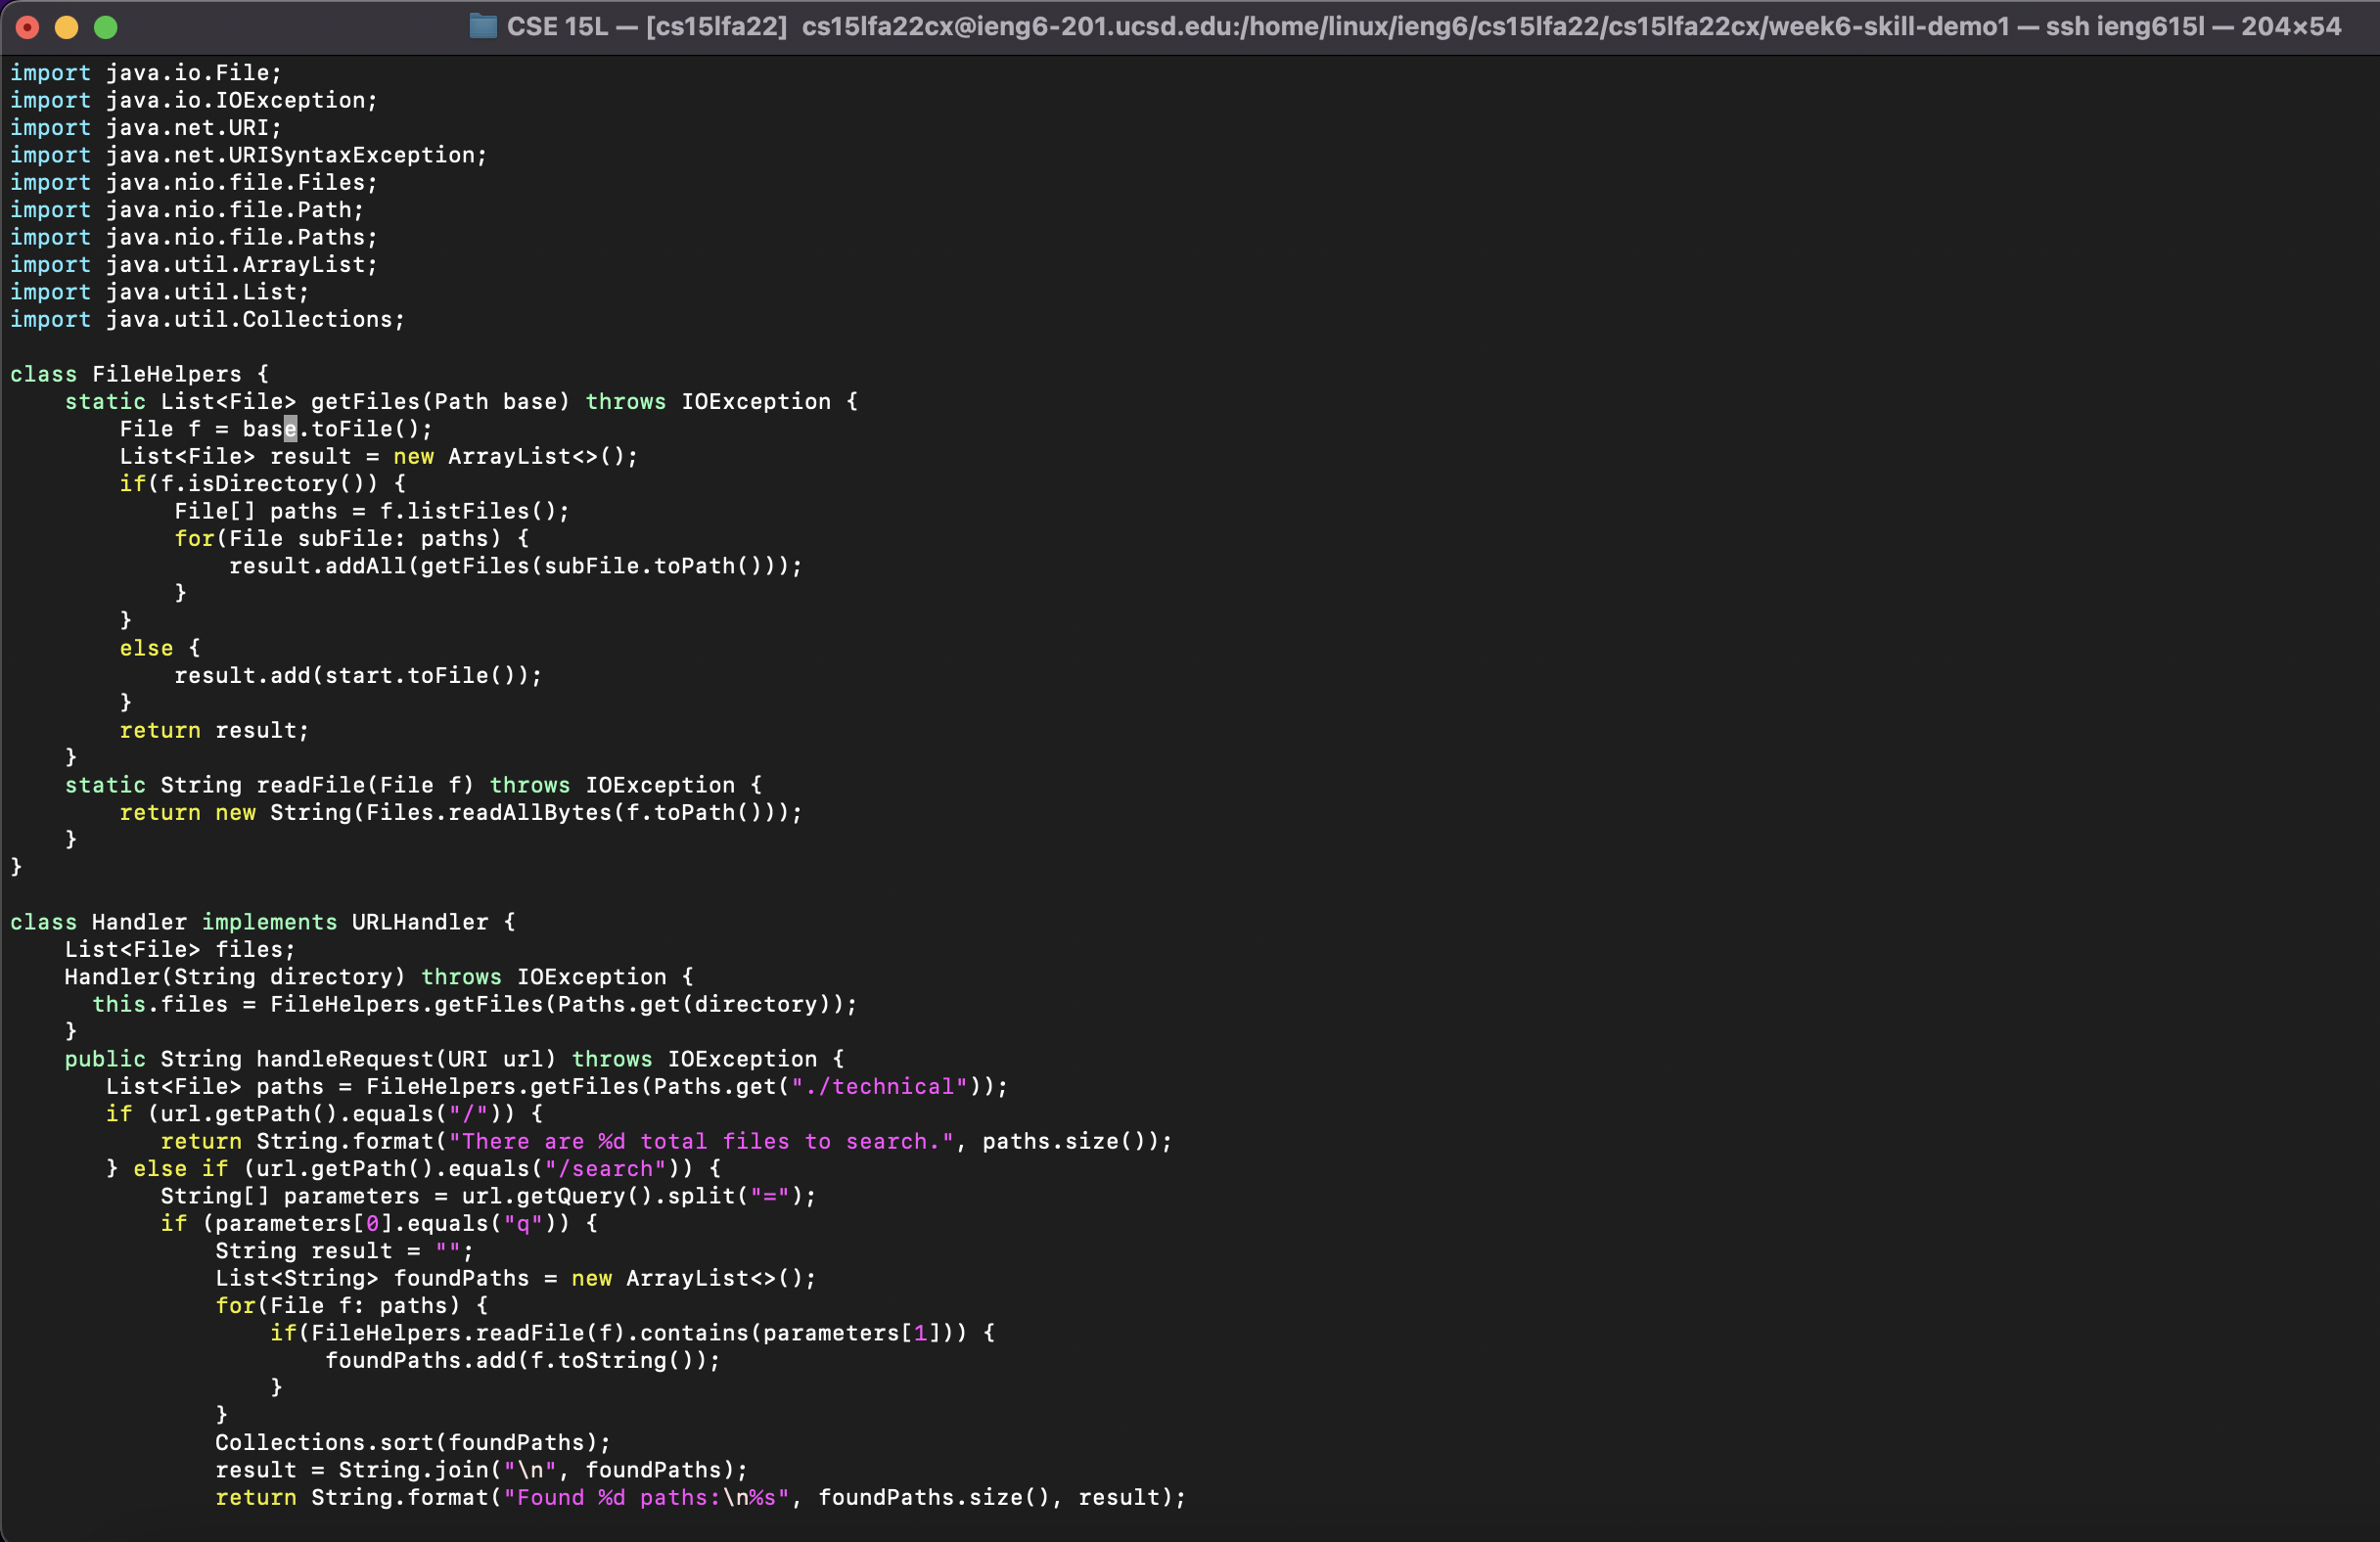 CSE 15L — [cs15lfa22] cs15lfa22cx@ieng6-201.ucsd.edu:/home/linux/ieng6/cs15lfa22/cs15lfa22cx/week6-skill-demo1 — ssh ieng615l — 204×54
import java.io.File;
import java.io.IOException;
import java.net.URI;
import java.net.URISyntaxException;
import java.nio.file.Files;
import java.nio.file.Path;
import java.nio.file.Paths;
import java.util.ArrayList;
import java.util.List;
import java.util.Collections;

class FileHelpers {
    static List<File> getFiles(Path base) throws IOException {
        File f = base.toFile();
        List<File> result = new ArrayList<>();
        if(f.isDirectory()) {
            File[] paths = f.listFiles();
            for(File subFile: paths) {
                result.addAll(getFiles(subFile.toPath()));
            }
        }
        else {
            result.add(start.toFile());
        }
        return result;
    }
    static String readFile(File f) throws IOException {
        return new String(Files.readAllBytes(f.toPath()));
    }
}

class Handler implements URLHandler {
    List<File> files;
    Handler(String directory) throws IOException {
      this.files = FileHelpers.getFiles(Paths.get(directory));
    }
    public String handleRequest(URI url) throws IOException {
       List<File> paths = FileHelpers.getFiles(Paths.get("./technical"));
       if (url.getPath().equals("/")) {
           return String.format("There are %d total files to search.", paths.size());
       } else if (url.getPath().equals("/search")) {
           String[] parameters = url.getQuery().split("=");
           if (parameters[0].equals("q")) {
               String result = "";
               List<String> foundPaths = new ArrayList<>();
               for(File f: paths) {
                   if(FileHelpers.readFile(f).contains(parameters[1])) {
                       foundPaths.add(f.toString());
                   }
               }
               Collections.sort(foundPaths);
               result = String.join("\n", foundPaths);
               return String.format("Found %d paths:\n%s", foundPaths.size(), result);